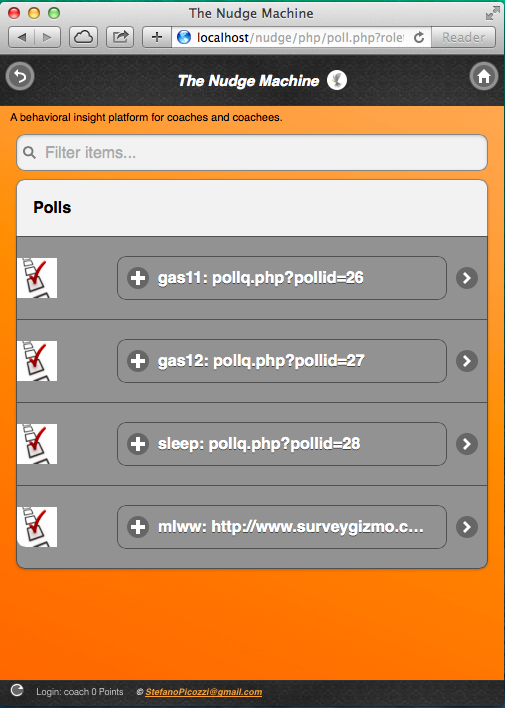 The Nudge Machine
localhost/nudge/php/poll.php?role
Reader
The Nudge Machine
A behavioral insight platform for coaches and coachees.
Filter items...
Polls
gas11: pollq.php?pollid=26
gas12: pollq.php?pollid=27
sleep: pollq.php?pollid=28
mlww: http://www.surveygizmo.c...
Login: coach 0 Points © StefanoPicozzi@gmail.com